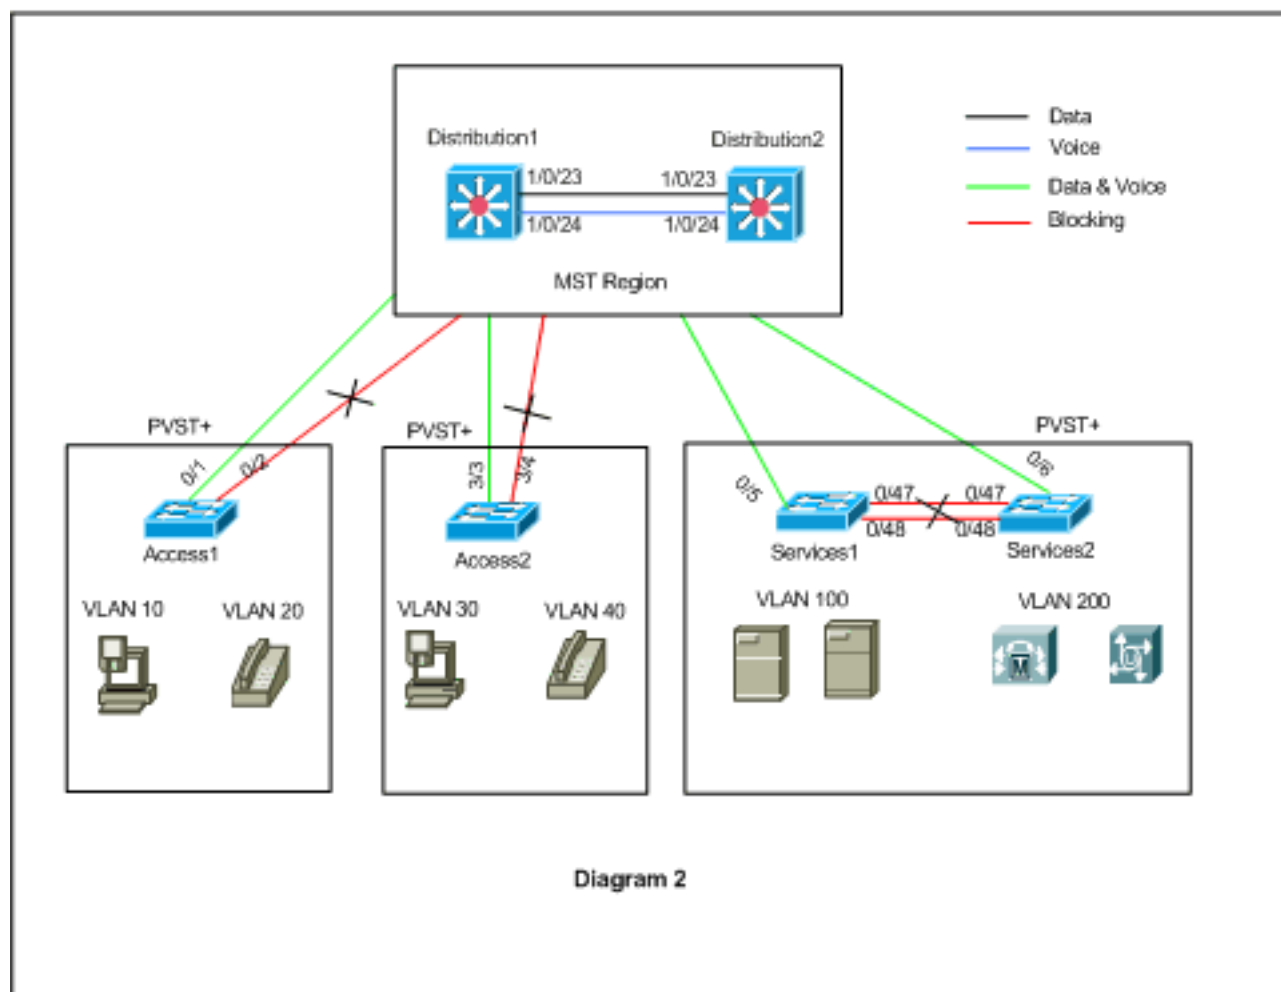 Distribution1
Distribution2
Data
Voice
Data & Voice
Blocking
1/0/23
1/0/23
1/0/24
1/0/24
MST Region
PVST+
PVST+
PVST+
0/1
0/2
3/3
3/4
0/5
0/6
0/47
0/47
0/48
0/48
Access1
Access2
Services1
Services2
VLAN 10
VLAN 20
VLAN 30
VLAN 40
VLAN 100
VLAN 200
M
U
Diagram 2